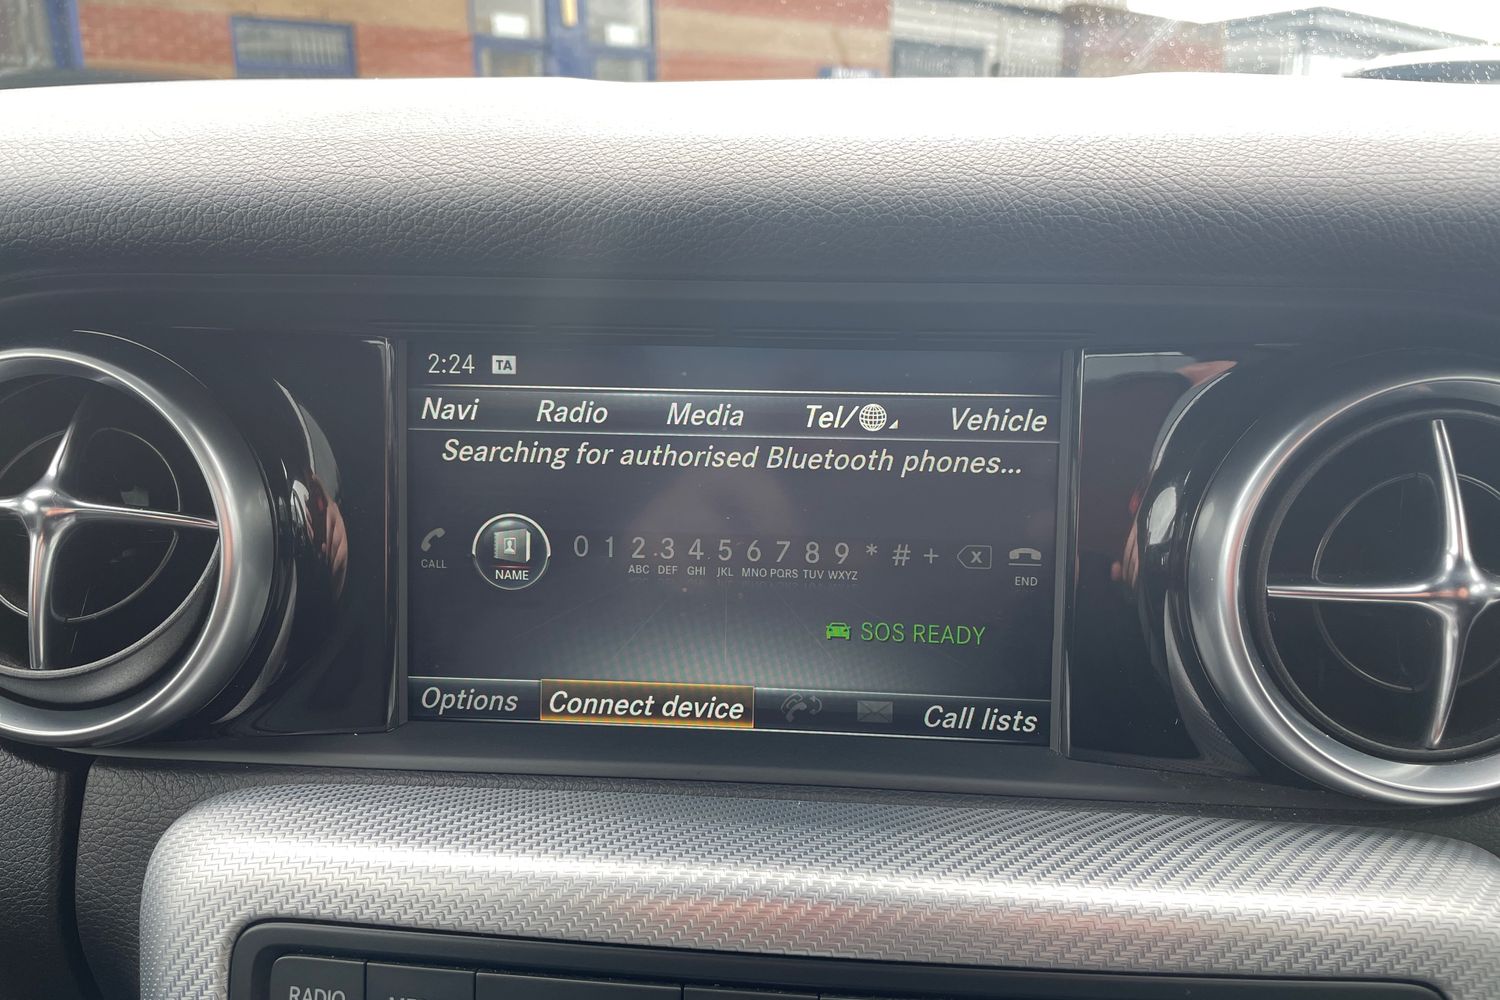 2:24 TA
Navi Radio Media Tel/ Vehicle
Searching for authorised Bluetooth phones...
0 1 2 3 4 5 6 7 8 9 * # + x
CALL NAME ABC DEF GHI JKL MNO PQRS TUV WXYZ END
SOS READY
Options Connect device Call lists
RADIO